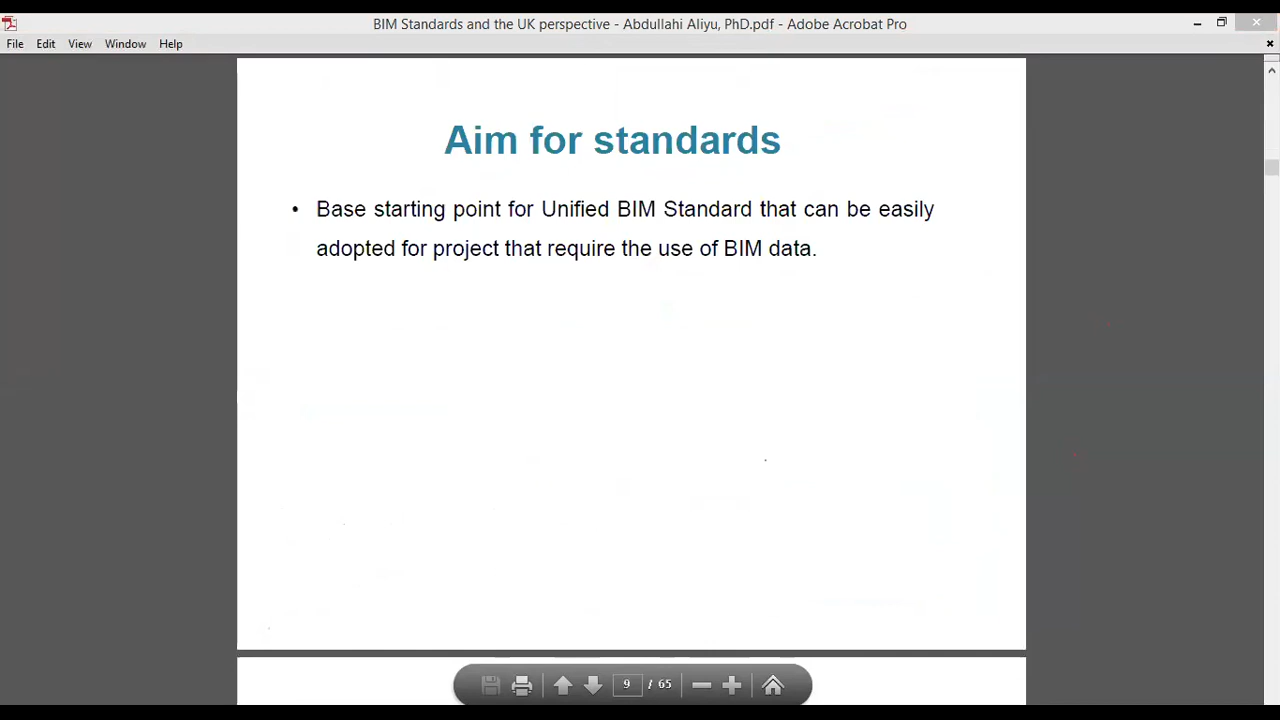 BIM Standards and the UK perspective - Abdullahi Aliyu, PhD.pdf - Adobe Acrobat Pro
File Edit View Window Help
Aim for standards
• Base starting point for Unified BIM Standard that can be easily
adopted for project that require the use of BIM data.
9 / 65